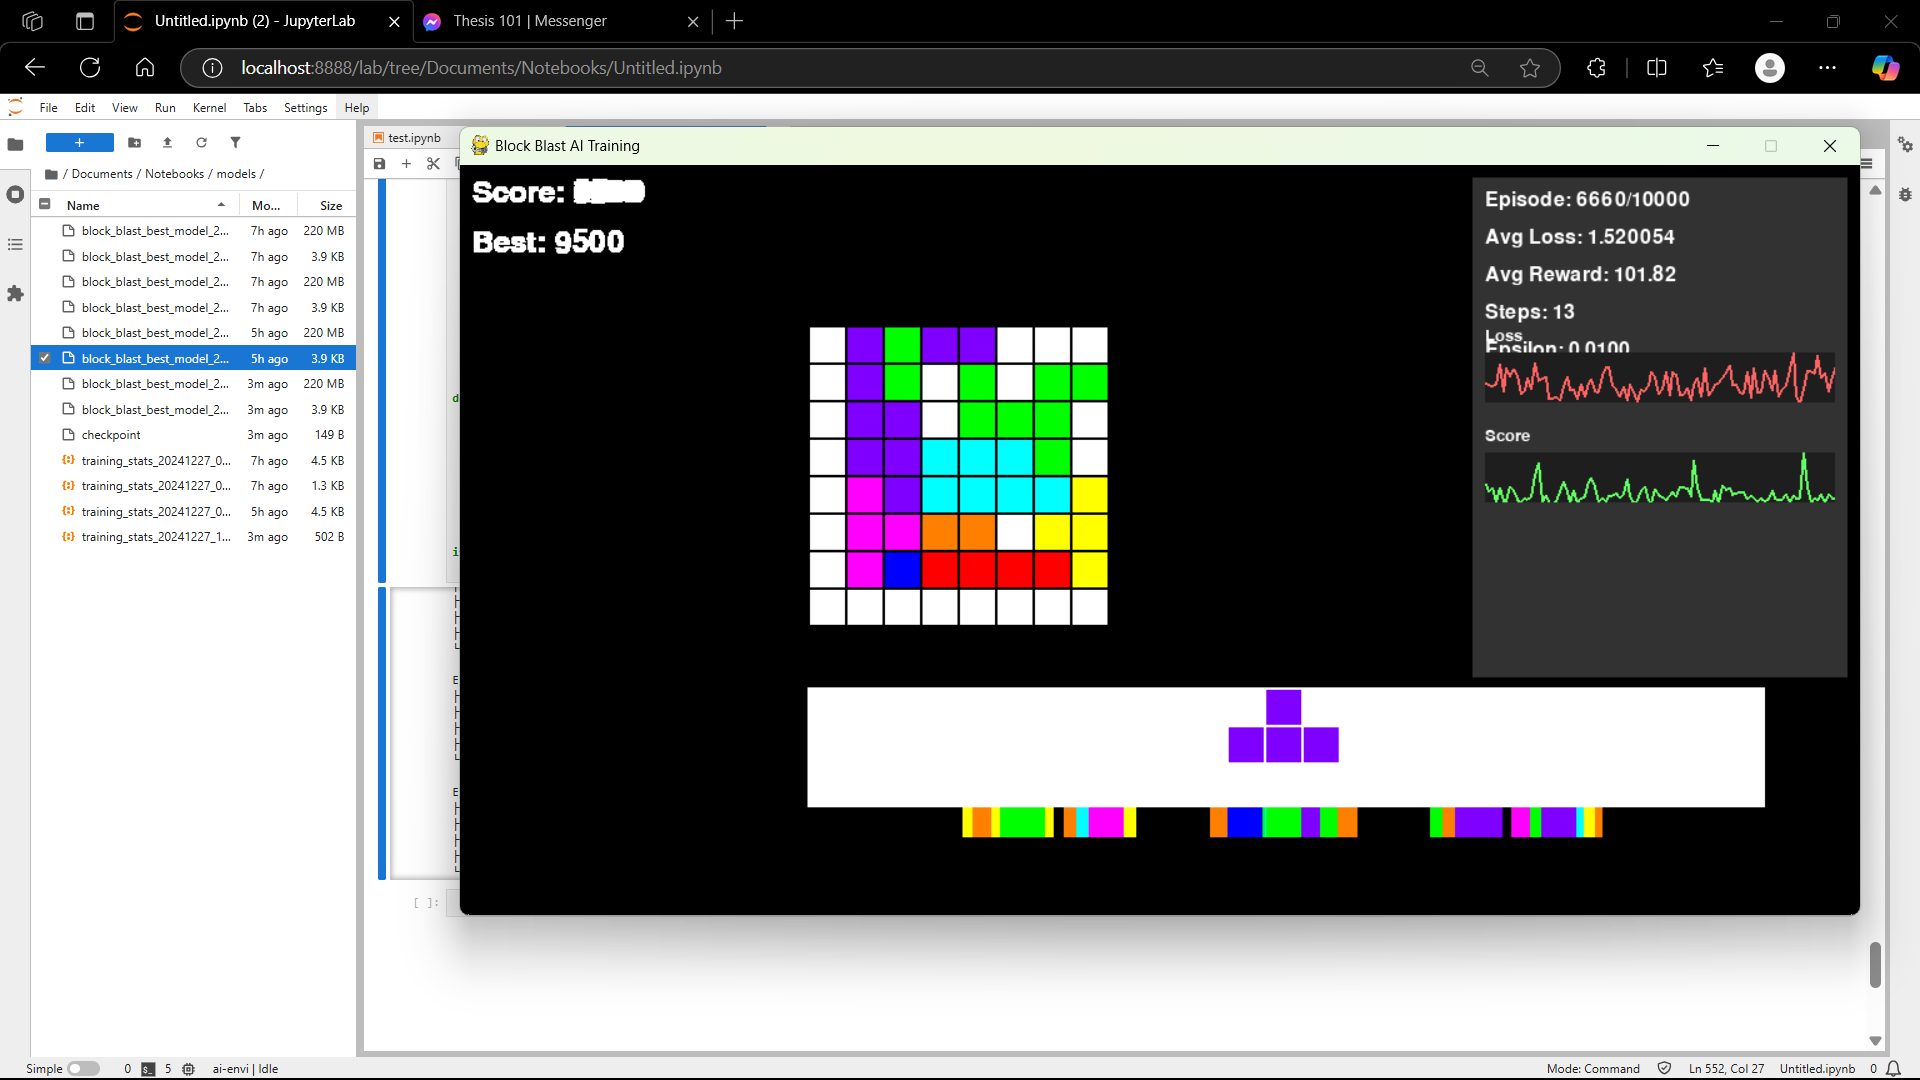 Untitled.ipynb (2) - JupyterLab
Thesis 101 | Messenger
localhost:8888/lab/tree/Documents/Notebooks/Untitled.ipynb
File Edit View Run Kernel Tabs Settings Help
/ Documents / Notebooks / models /
Name Mo... Size
block_blast_best_model_2... 7h ago 220 MB
block_blast_best_model_2... 7h ago 3.9 KB
block_blast_best_model_2... 7h ago 220 MB
block_blast_best_model_2... 7h ago 3.9 KB
block_blast_best_model_2... 5h ago 220 MB
block_blast_best_model_2... 5h ago 3.9 KB
block_blast_best_model_2... 3m ago 220 MB
block_blast_best_model_2... 3m ago 3.9 KB
checkpoint 3m ago 149 B
training_stats_20241227_0... 7h ago 4.5 KB
training_stats_20241227_0... 7h ago 1.3 KB
training_stats_20241227_0... 5h ago 4.5 KB
training_stats_20241227_1... 3m ago 502 B
test.ipynb
Block Blast AI Training
Score:
Best: 9500
Episode: 6660/10000
Avg Loss: 1.520054
Avg Reward: 101.82
Steps: 13
Loss
Epsilon: 0.0100
Score
[ ]:
Simple 0 5 ai-envi | Idle
Mode: Command Ln 552, Col 27 Untitled.ipynb 0